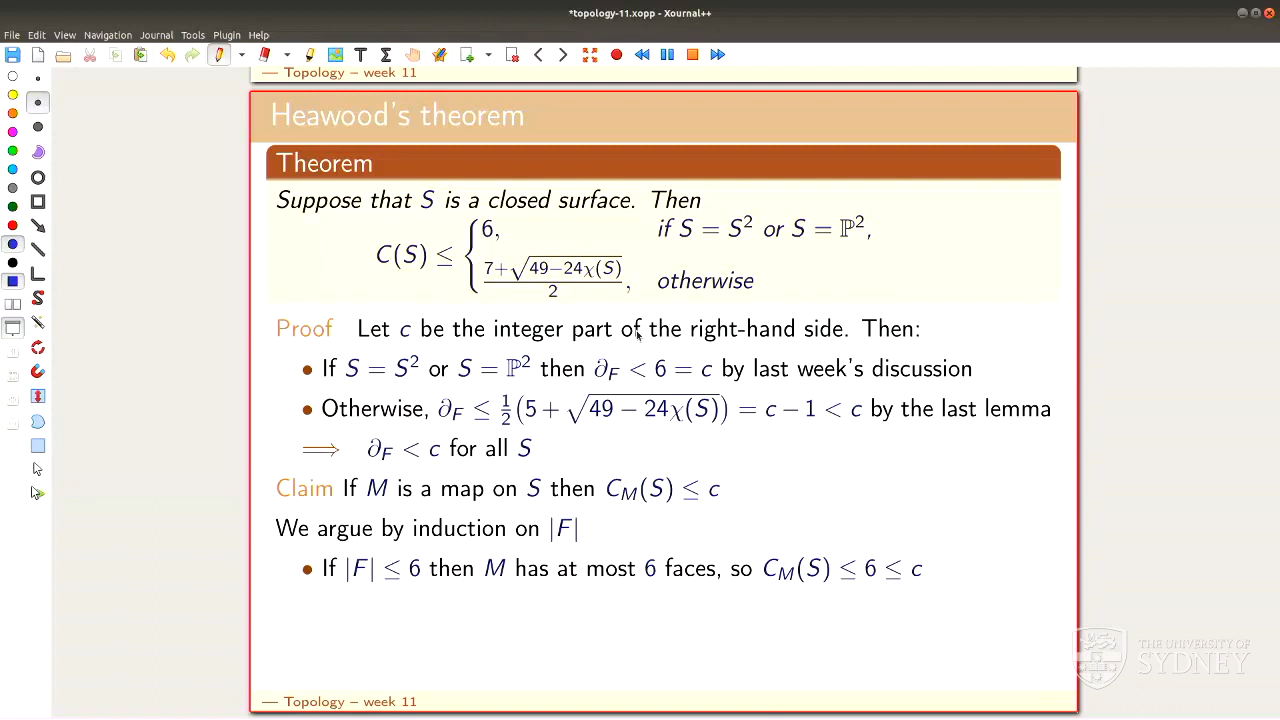 *topology-11.xopp - Xournal++
File Edit View Navigation Journal Tools Plugin Help
— Topology – week 11
Heawood's theorem
Theorem
Suppose that S is a closed surface. Then
C(S) ≤ { 6, if S = S² or S = ℙ²,
(7+√(49−24χ(S)))/2, otherwise
Proof Let c be the integer part of the right-hand side. Then:
• If S = S² or S = ℙ² then ∂_F < 6 = c by last week's discussion
• Otherwise, ∂_F ≤ ½(5 + √(49 − 24χ(S))) = c − 1 < c by the last lemma
⟹ ∂_F < c for all S
Claim If M is a map on S then C_M(S) ≤ c
We argue by induction on |F|
• If |F| ≤ 6 then M has at most 6 faces, so C_M(S) ≤ 6 ≤ c
THE UNIVERSITY OF
SYDNEY
— Topology – week 11